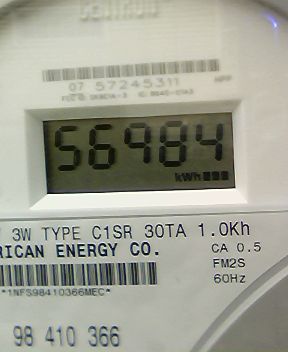 CENTRON
07 57245311
56984
kWh
3W TYPE C1SR 30TA 1.0Kh
RICAN ENERGY CO.
CA 0.5
FM2S
60Hz
*1NFS98410366MEC*
98 410 366